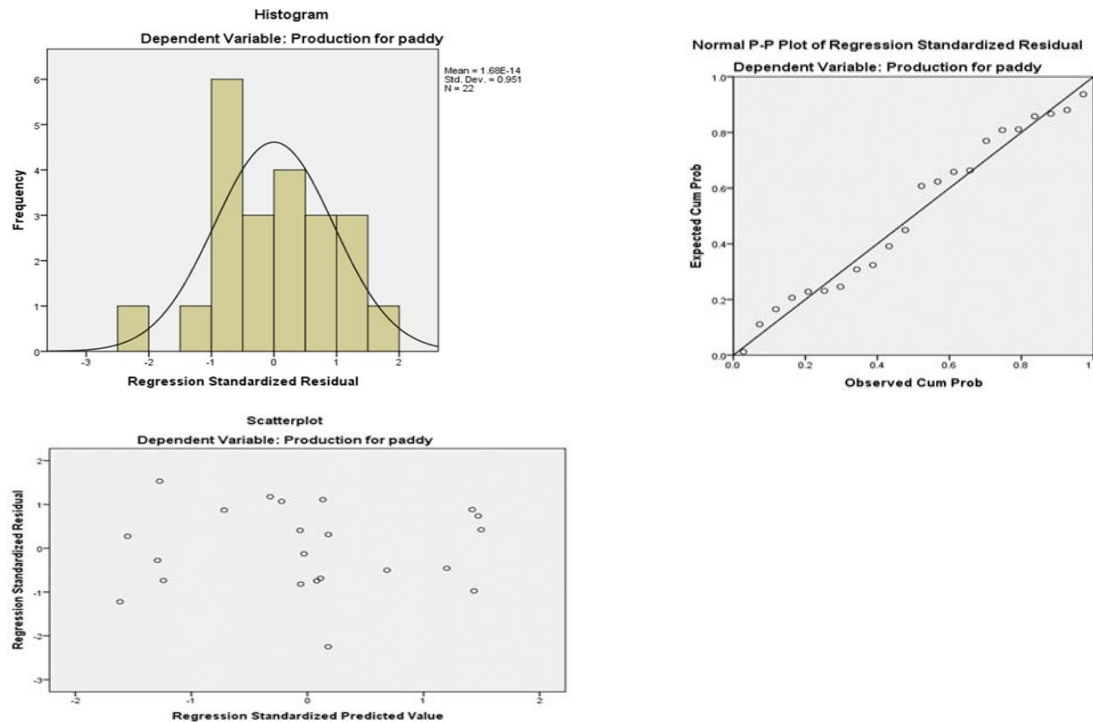 Histogram
Dependent Variable: Production for paddy
Mean = 1.68E-14
Std. Dev. = 0.951
N = 22
6
5
4
3
2
1
0
-3
-2
-1
0
1
2
Frequency
Regression Standardized Residual
Normal P-P Plot of Regression Standardized Residual
Dependent Variable: Production for paddy
1.0
0.8
0.6
0.4
0.2
0.0
0.0
0.2
0.4
0.6
0.8
1
Expected Cum Prob
Observed Cum Prob
Scatterplot
Dependent Variable: Production for paddy
2
1
0
-1
-2
-3
-2
-1
0
1
2
Regression Standardized Residual
Regression Standardized Predicted Value